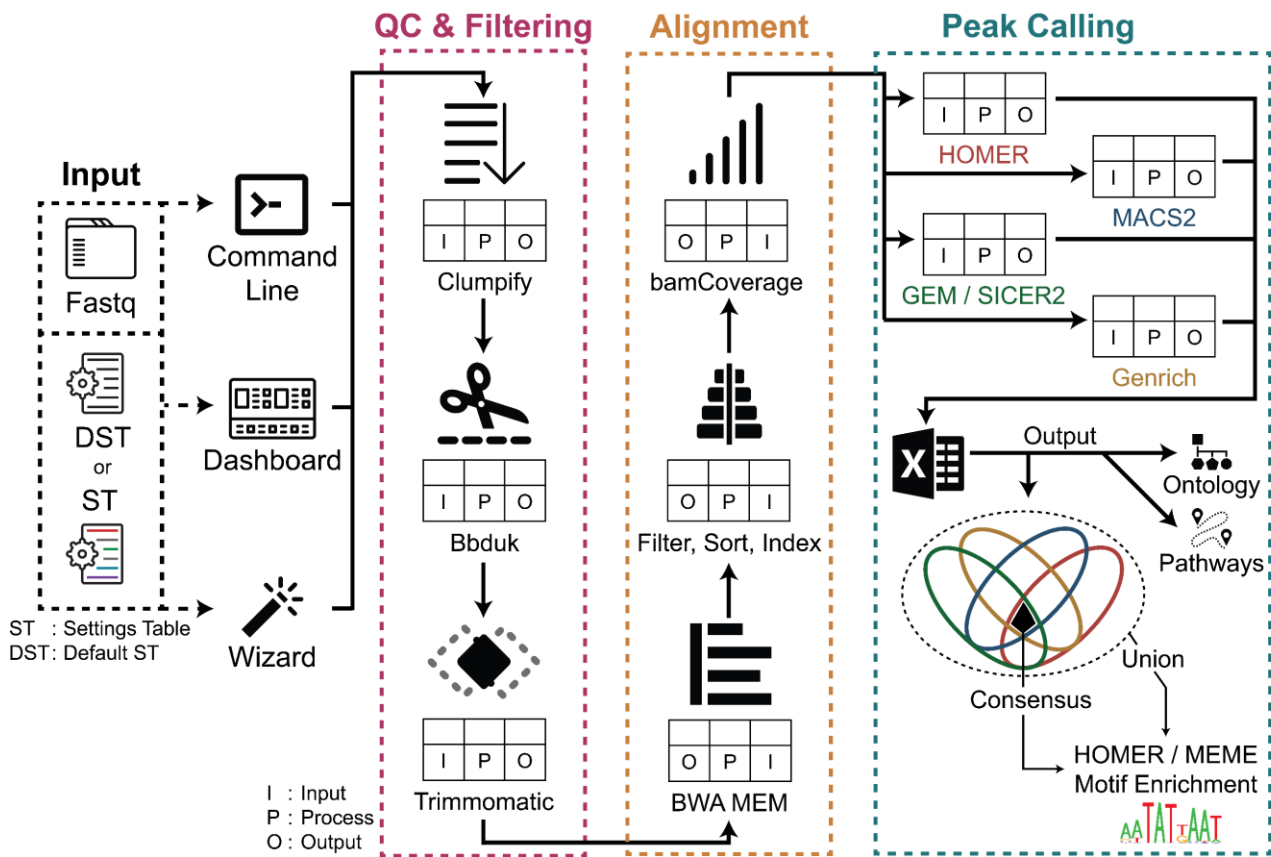 QC & Filtering
Alignment
Peak Calling
Input
Fastq
DST
or
ST
ST : Settings Table
DST : Default ST
Command
Line
Dashboard
Wizard
I P O
Clumpify
I P O
Bbduk
I P O
Trimmomatic
I : Input
P : Process
O : Output
O P I
bamCoverage
O P I
Filter, Sort, Index
O P I
BWA MEM
I P O
HOMER
I P O
MACS2
I P O
GEM / SICER2
I P O
Genrich
X
Output
Ontology
Pathways
Union
Consensus
HOMER / MEME
Motif Enrichment